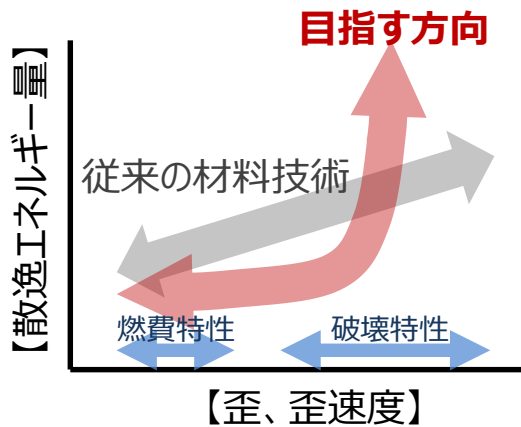 目指す方向
【散逸エネルギー量】
従来の材料技術
燃費特性
破壊特性
【歪、歪速度】